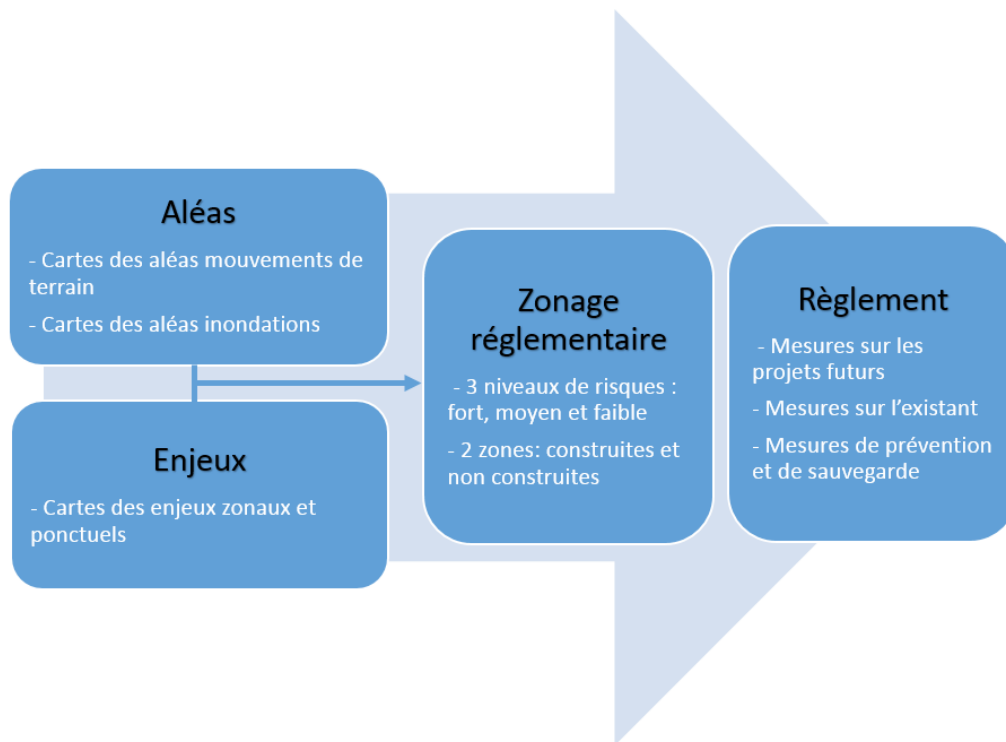 Aléas
- Cartes des aléas mouvements de
terrain
- Cartes des aléas inondations
Enjeux
- Cartes des enjeux zonaux et
ponctuels
Zonage
réglementaire
- 3 niveaux de risques :
fort, moyen et faible
- 2 zones: construites et
non construites
Règlement
- Mesures sur les
projets futurs
- Mesures sur l’existant
- Mesures de prévention
et de sauvegarde